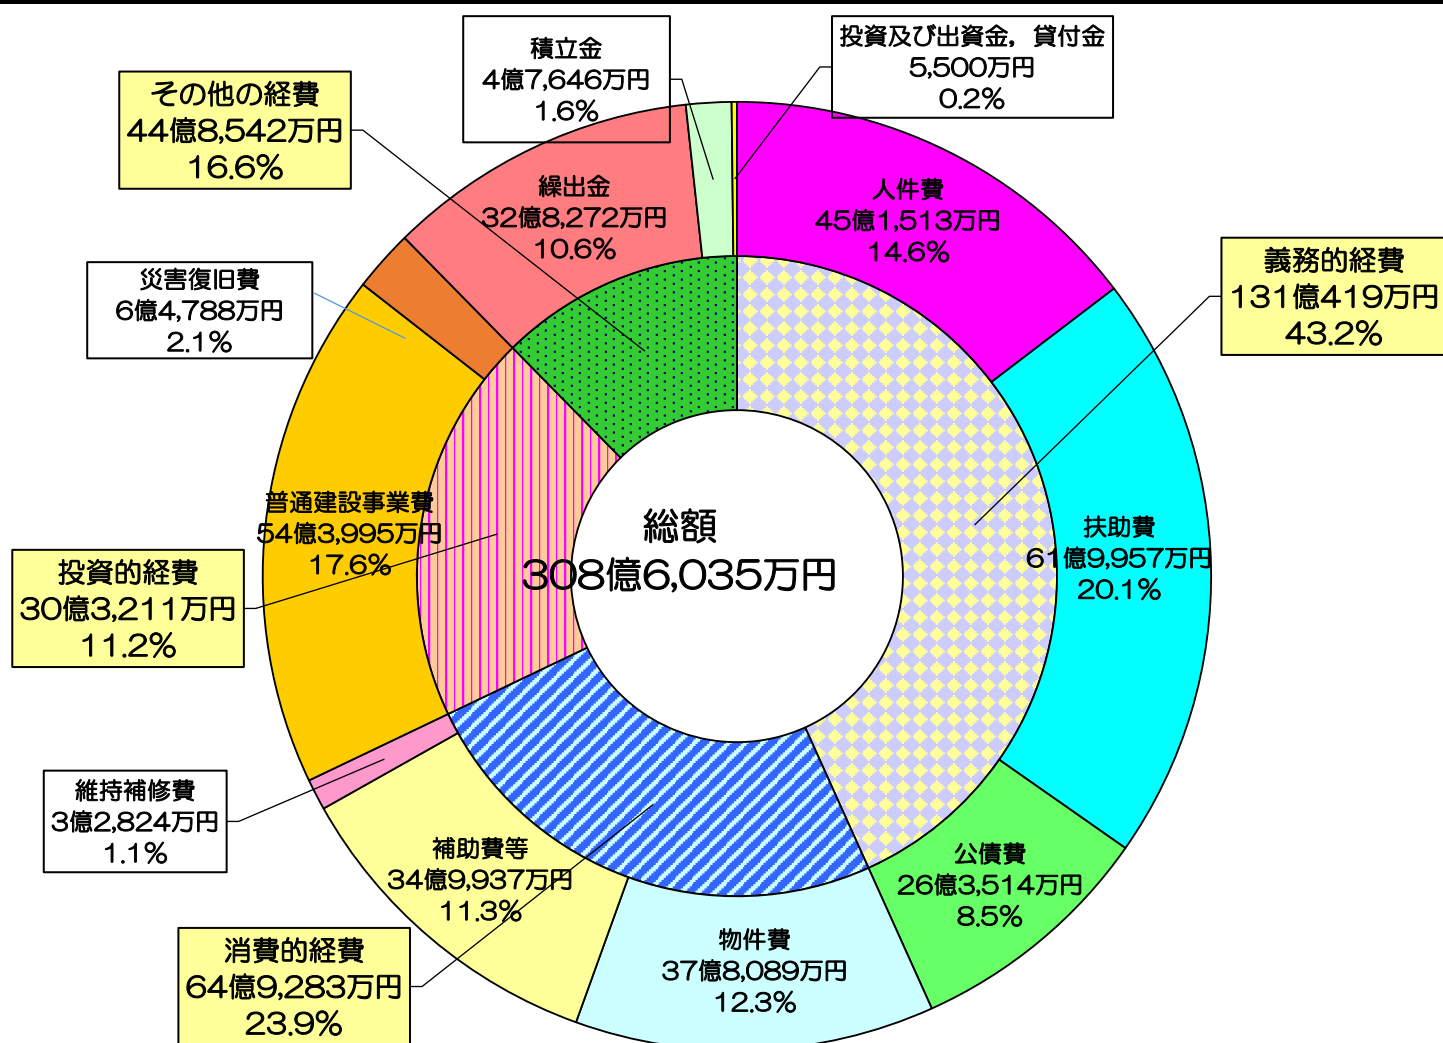 積立金
4億7,646万円
1.6%
投資及び出資金，貸付金
5,500万円
0.2%
その他の経費
44億8,542万円
16.6%
繰出金
32億8,272万円
10.6%
人件費
45億1,513万円
14.6%
義務的経費
131億419万円
43.2%
災害復旧費
6億4,788万円
2.1%
普通建設事業費
54億3,995万円
17.6%
総額
308億6,035万円
扶助費
61億9,957万円
20.1%
投資的経費
30億3,211万円
11.2%
維持補修費
3億2,824万円
1.1%
補助費等
34億9,937万円
11.3%
公債費
26億3,514万円
8.5%
物件費
37億8,089万円
12.3%
消費的経費
64億9,283万円
23.9%